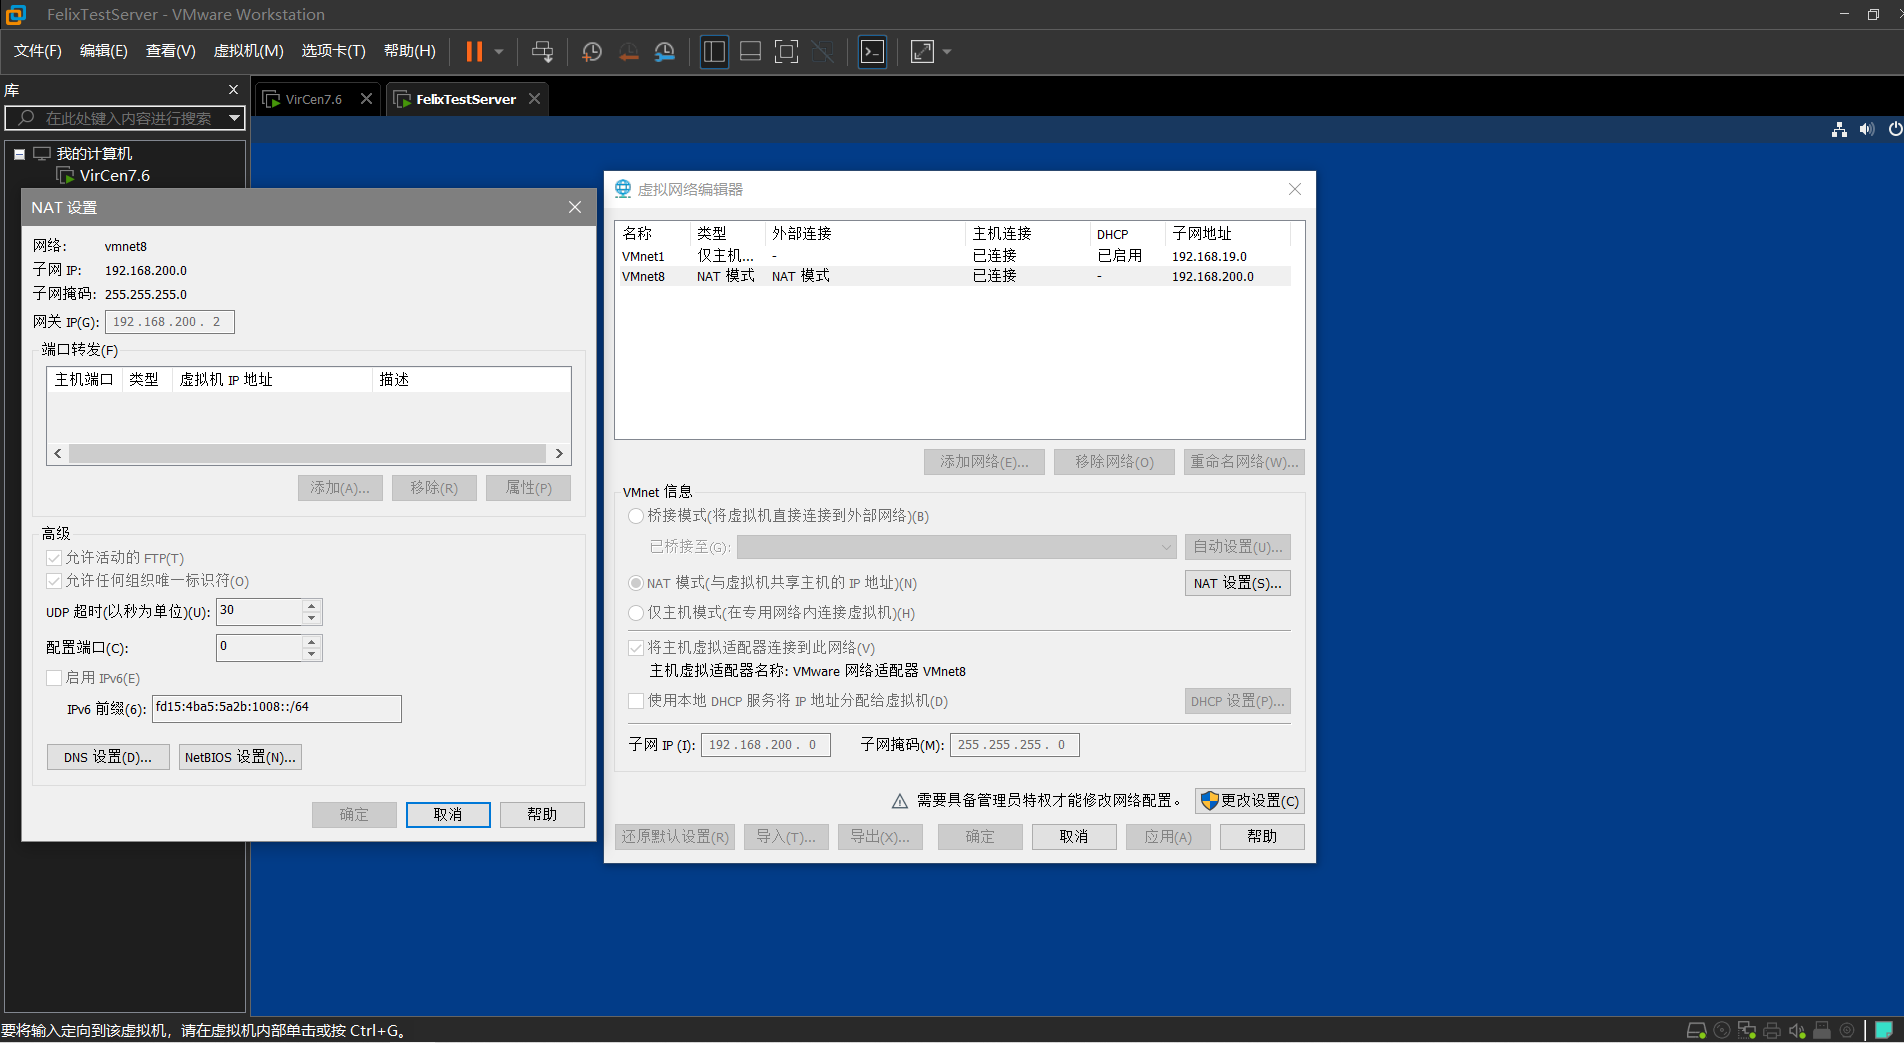 FelixTestServer - VMware Workstation
文件(F) 编辑(E) 查看(V) 虚拟机(M) 选项卡(T) 帮助(H)
库
在此处键入内容进行搜索
我的计算机
VirCen7.6
VirCen7.6
FelixTestServer
NAT 设置
网络: vmnet8
子网 IP: 192.168.200.0
子网掩码: 255.255.255.0
网关 IP(G): 192 . 168 . 200 . 2
端口转发(F)
主机端口 类型 虚拟机 IP 地址 描述
添加(A)... 移除(R) 属性(P)
高级
允许活动的 FTP(T)
允许任何组织唯一标识符(O)
UDP 超时(以秒为单位)(U): 30
配置端口(C): 0
启用 IPv6(E)
IPv6 前缀(6): fd15:4ba5:5a2b:1008::/64
DNS 设置(D)... NetBIOS 设置(N)...
确定 取消 帮助
虚拟网络编辑器
名称 类型 外部连接 主机连接 DHCP 子网地址
VMnet1 仅主机... - 已连接 已启用 192.168.19.0
VMnet8 NAT 模式 NAT 模式 已连接 - 192.168.200.0
添加网络(E)... 移除网络(O) 重命名网络(W)...
VMnet 信息
桥接模式(将虚拟机直接连接到外部网络)(B)
已桥接至(G): 自动设置(U)...
NAT 模式(与虚拟机共享主机的 IP 地址)(N) NAT 设置(S)...
仅主机模式(在专用网络内连接虚拟机)(H)
将主机虚拟适配器连接到此网络(V)
主机虚拟适配器名称: VMware 网络适配器 VMnet8
使用本地 DHCP 服务将 IP 地址分配给虚拟机(D) DHCP 设置(P)...
子网 IP (I): 192 . 168 . 200 . 0 子网掩码(M): 255 . 255 . 255 . 0
需要具备管理员特权才能修改网络配置。 更改设置(C)
还原默认设置(R) 导入(T)... 导出(X)... 确定 取消 应用(A) 帮助
要将输入定向到该虚拟机，请在虚拟机内部单击或按 Ctrl+G。